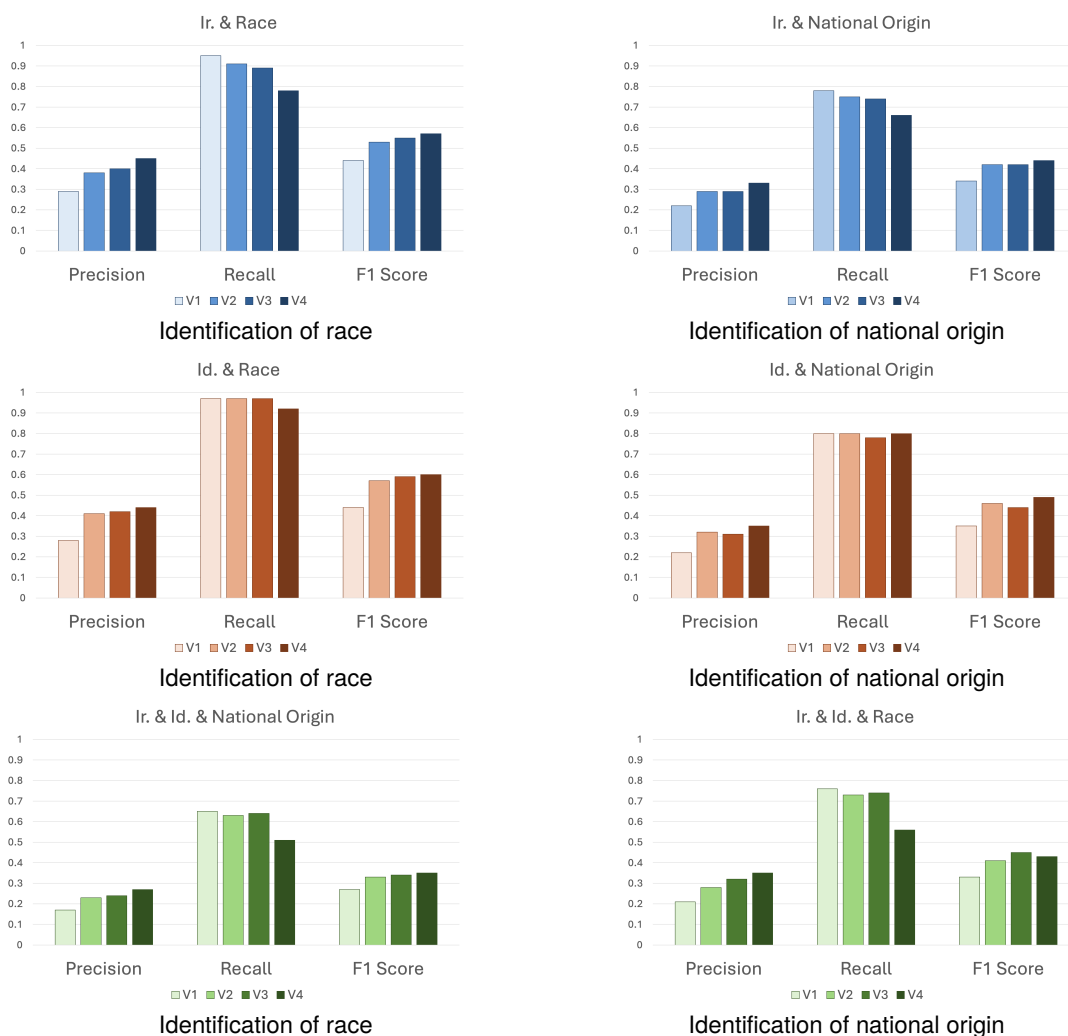 Ir. & Race
1
0.9
0.8
0.7
0.6
0.5
0.4
0.3
0.2
0.1
0
Precision Recall F1 Score
V1 V2 V3 V4
Identification of race
Ir. & National Origin
1
0.9
0.8
0.7
0.6
0.5
0.4
0.3
0.2
0.1
0
Precision Recall F1 Score
V1 V2 V3 V4
Identification of national origin
Id. & Race
1
0.9
0.8
0.7
0.6
0.5
0.4
0.3
0.2
0.1
0
Precision Recall F1 Score
V1 V2 V3 V4
Identification of race
Id. & National Origin
1
0.9
0.8
0.7
0.6
0.5
0.4
0.3
0.2
0.1
0
Precision Recall F1 Score
V1 V2 V3 V4
Identification of national origin
Ir. & Id. & National Origin
1
0.9
0.8
0.7
0.6
0.5
0.4
0.3
0.2
0.1
0
Precision Recall F1 Score
V1 V2 V3 V4
Identification of race
Ir. & Id. & Race
1
0.9
0.8
0.7
0.6
0.5
0.4
0.3
0.2
0.1
0
Precision Recall F1 Score
V1 V2 V3 V4
Identification of national origin